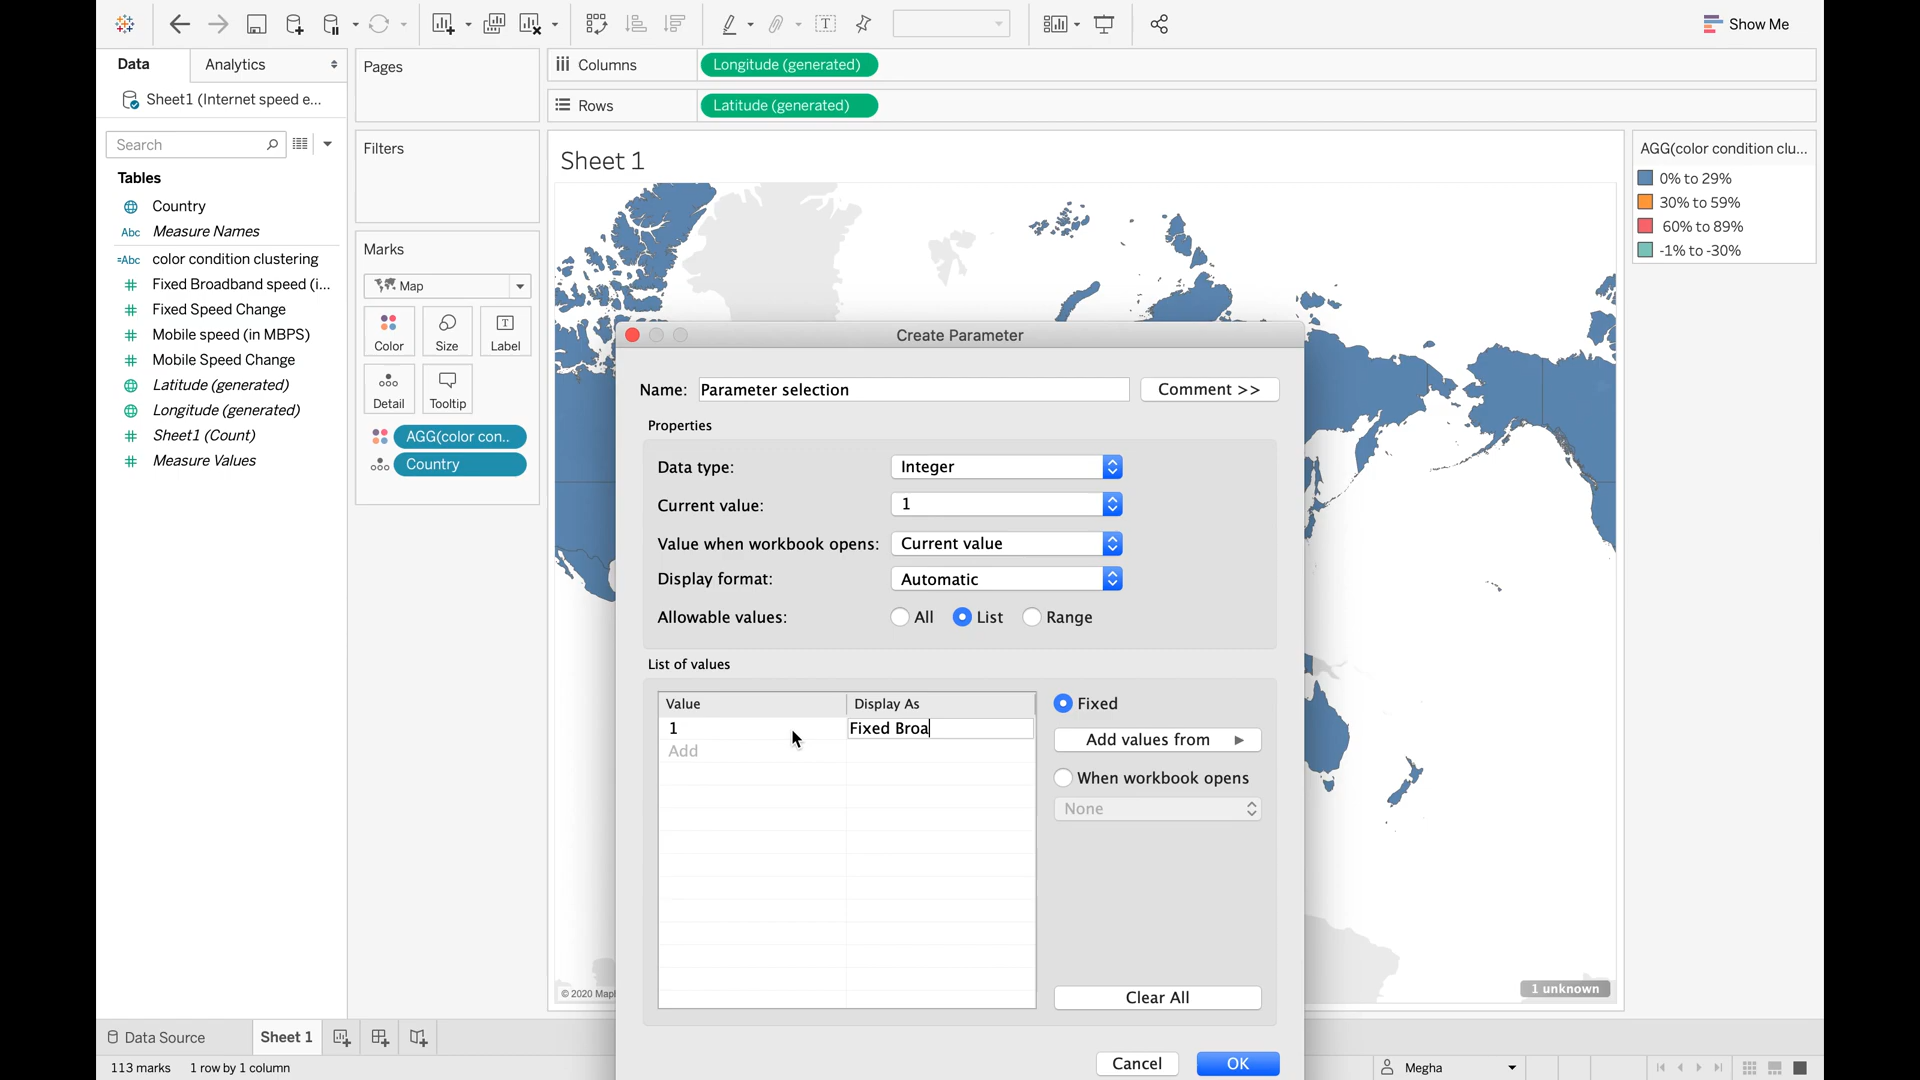 Show Me
Data
Analytics
Pages
Columns
Longitude (generated)
Sheet1 (Internet speed e...
Rows
Latitude (generated)
Search
Filters
Sheet 1
AGG(color condition clu...
0% to 29%
30% to 59%
60% to 89%
-1% to -30%
Tables
Country
Abc Measure Names
=Abc color condition clustering
Fixed Broadband speed (i...
Fixed Speed Change
Mobile speed (in MBPS)
Mobile Speed Change
Latitude (generated)
Longitude (generated)
Sheet1 (Count)
Measure Values
Marks
Map
Color
Size
Label
Detail
Tooltip
AGG(color con..
Country
Create Parameter
Name: Parameter selection
Comment >>
Properties
Data type: Integer
Current value: 1
Value when workbook opens: Current value
Display format: Automatic
Allowable values: All List Range
List of values
Value Display As
1 Fixed Broa
Add
Fixed
Add values from
When workbook opens
None
Clear All
Cancel
OK
© 2020 Map
1 unknown
Data Source
Sheet 1
113 marks
1 row by 1 column
Megha